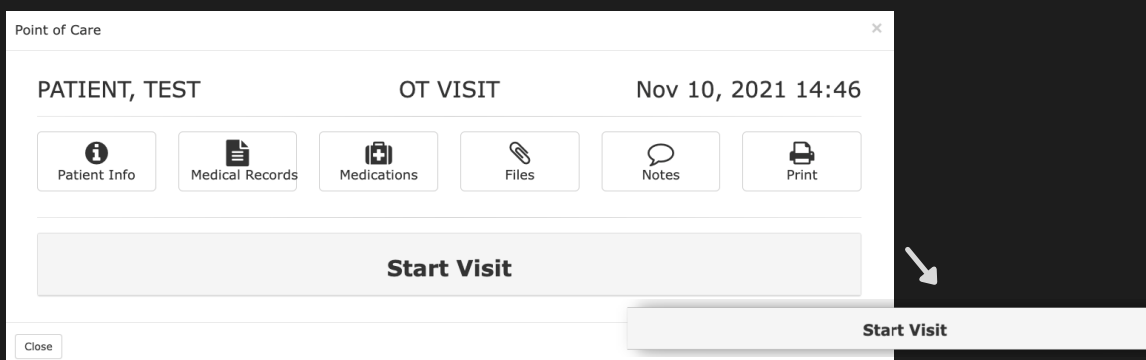 Point of Care ×
PATIENT, TEST OT VISIT Nov 10, 2021 14:46
Patient Info Medical Records Medications Files Notes Print
Start Visit
Start Visit
Close